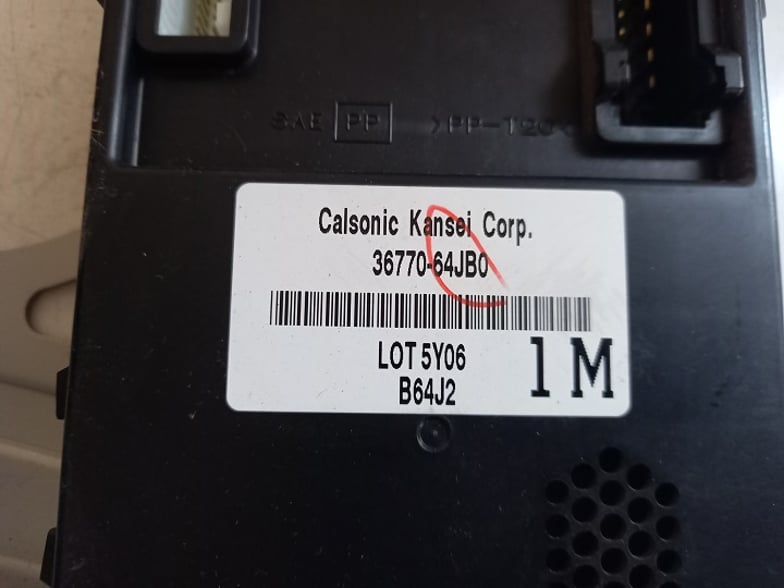 SAE PP >PP-T20<
Calsonic Kansei Corp.
36770-64JB0
LOT 5Y06
B64J2
1M